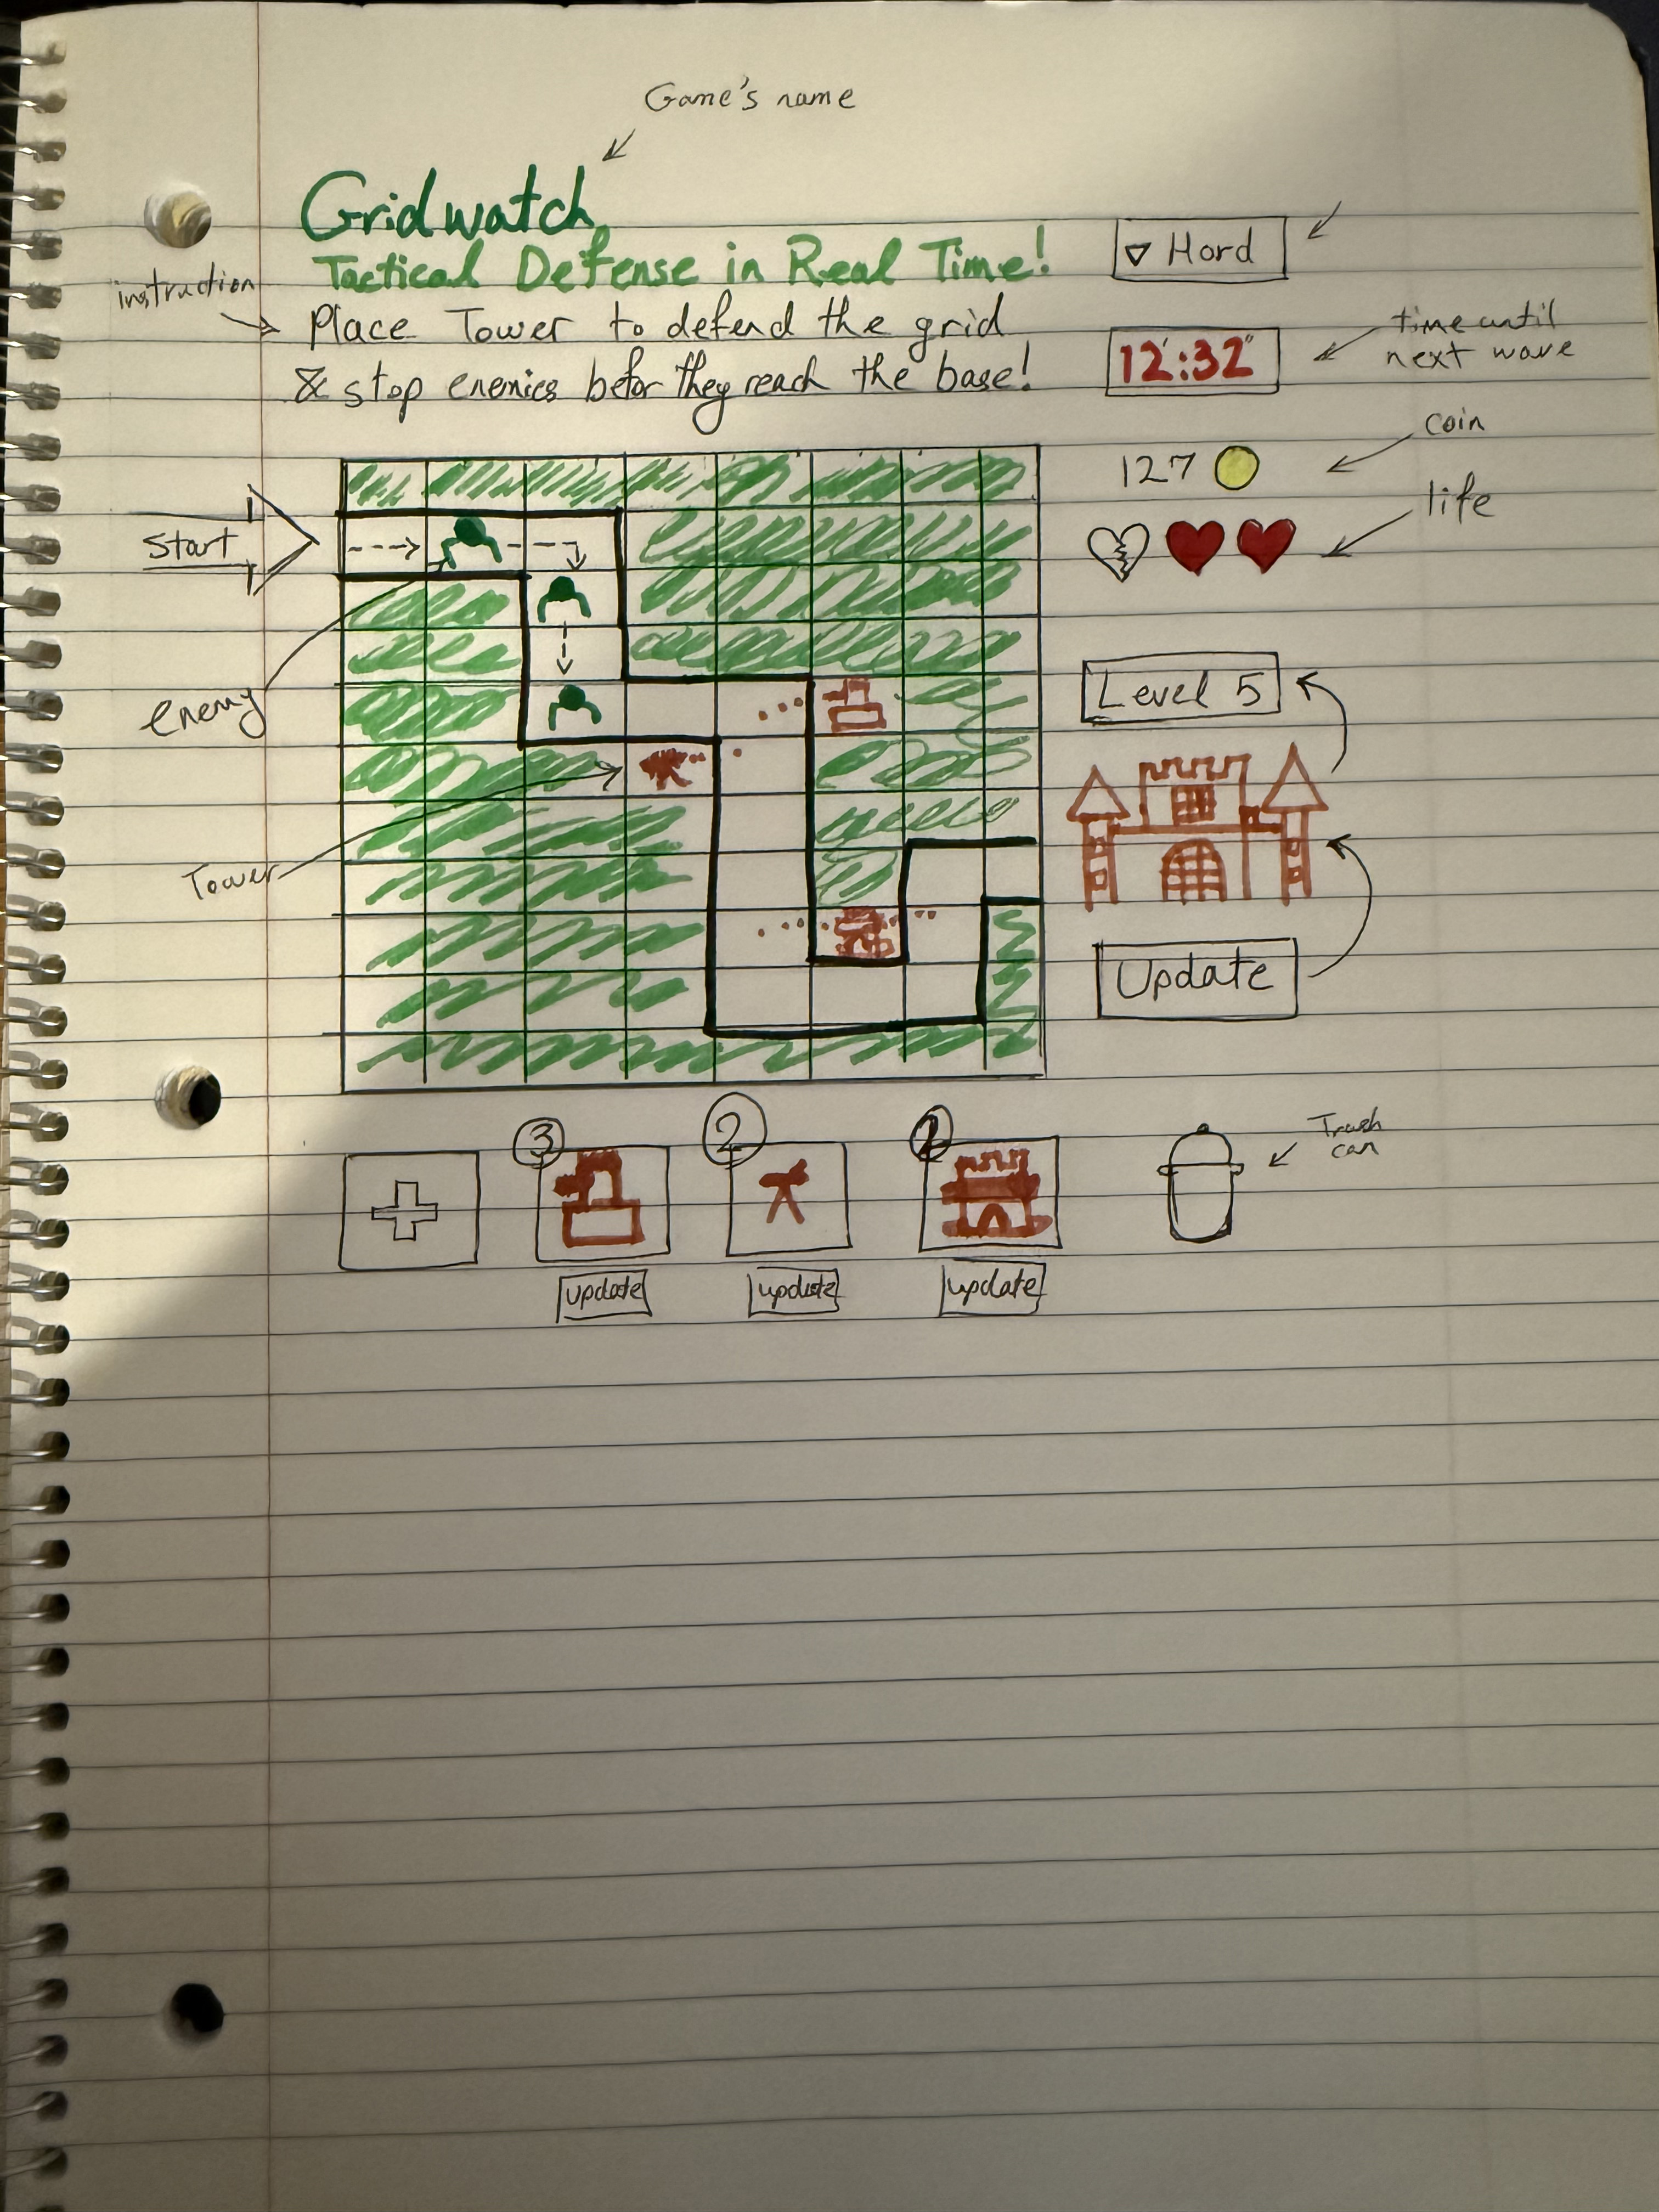 Game's name
Gridwatch
Tactical Defense in Real Time!
▽ Hard
instruction
Place Tower to defend the grid
& stop enemies befor they reach the base!
12':32"
time until
next wave
127
coin
life
start
enemy
Level 5
Tower
Update
3
2
1
Trash
can
update
update
update